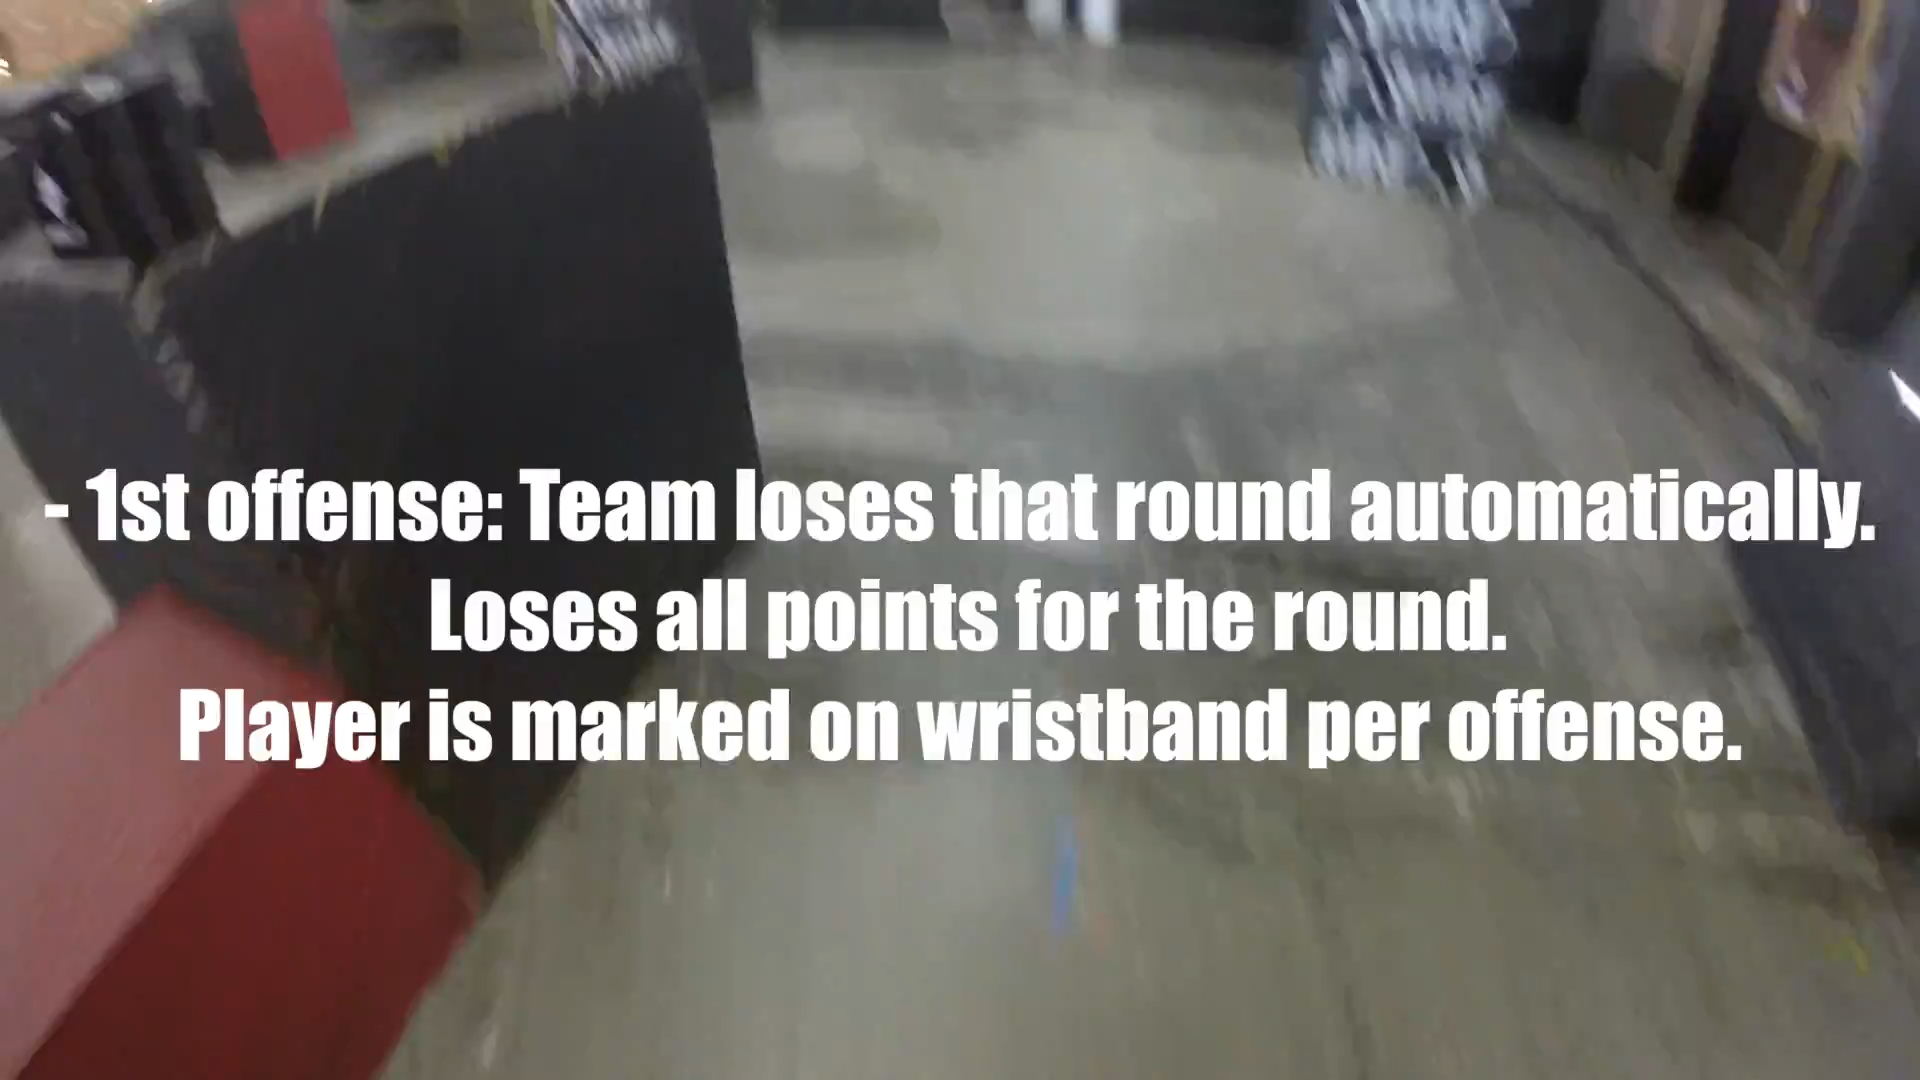 - 1st offense: Team loses that round automatically.
Loses all points for the round.
Player is marked on wristband per offense.